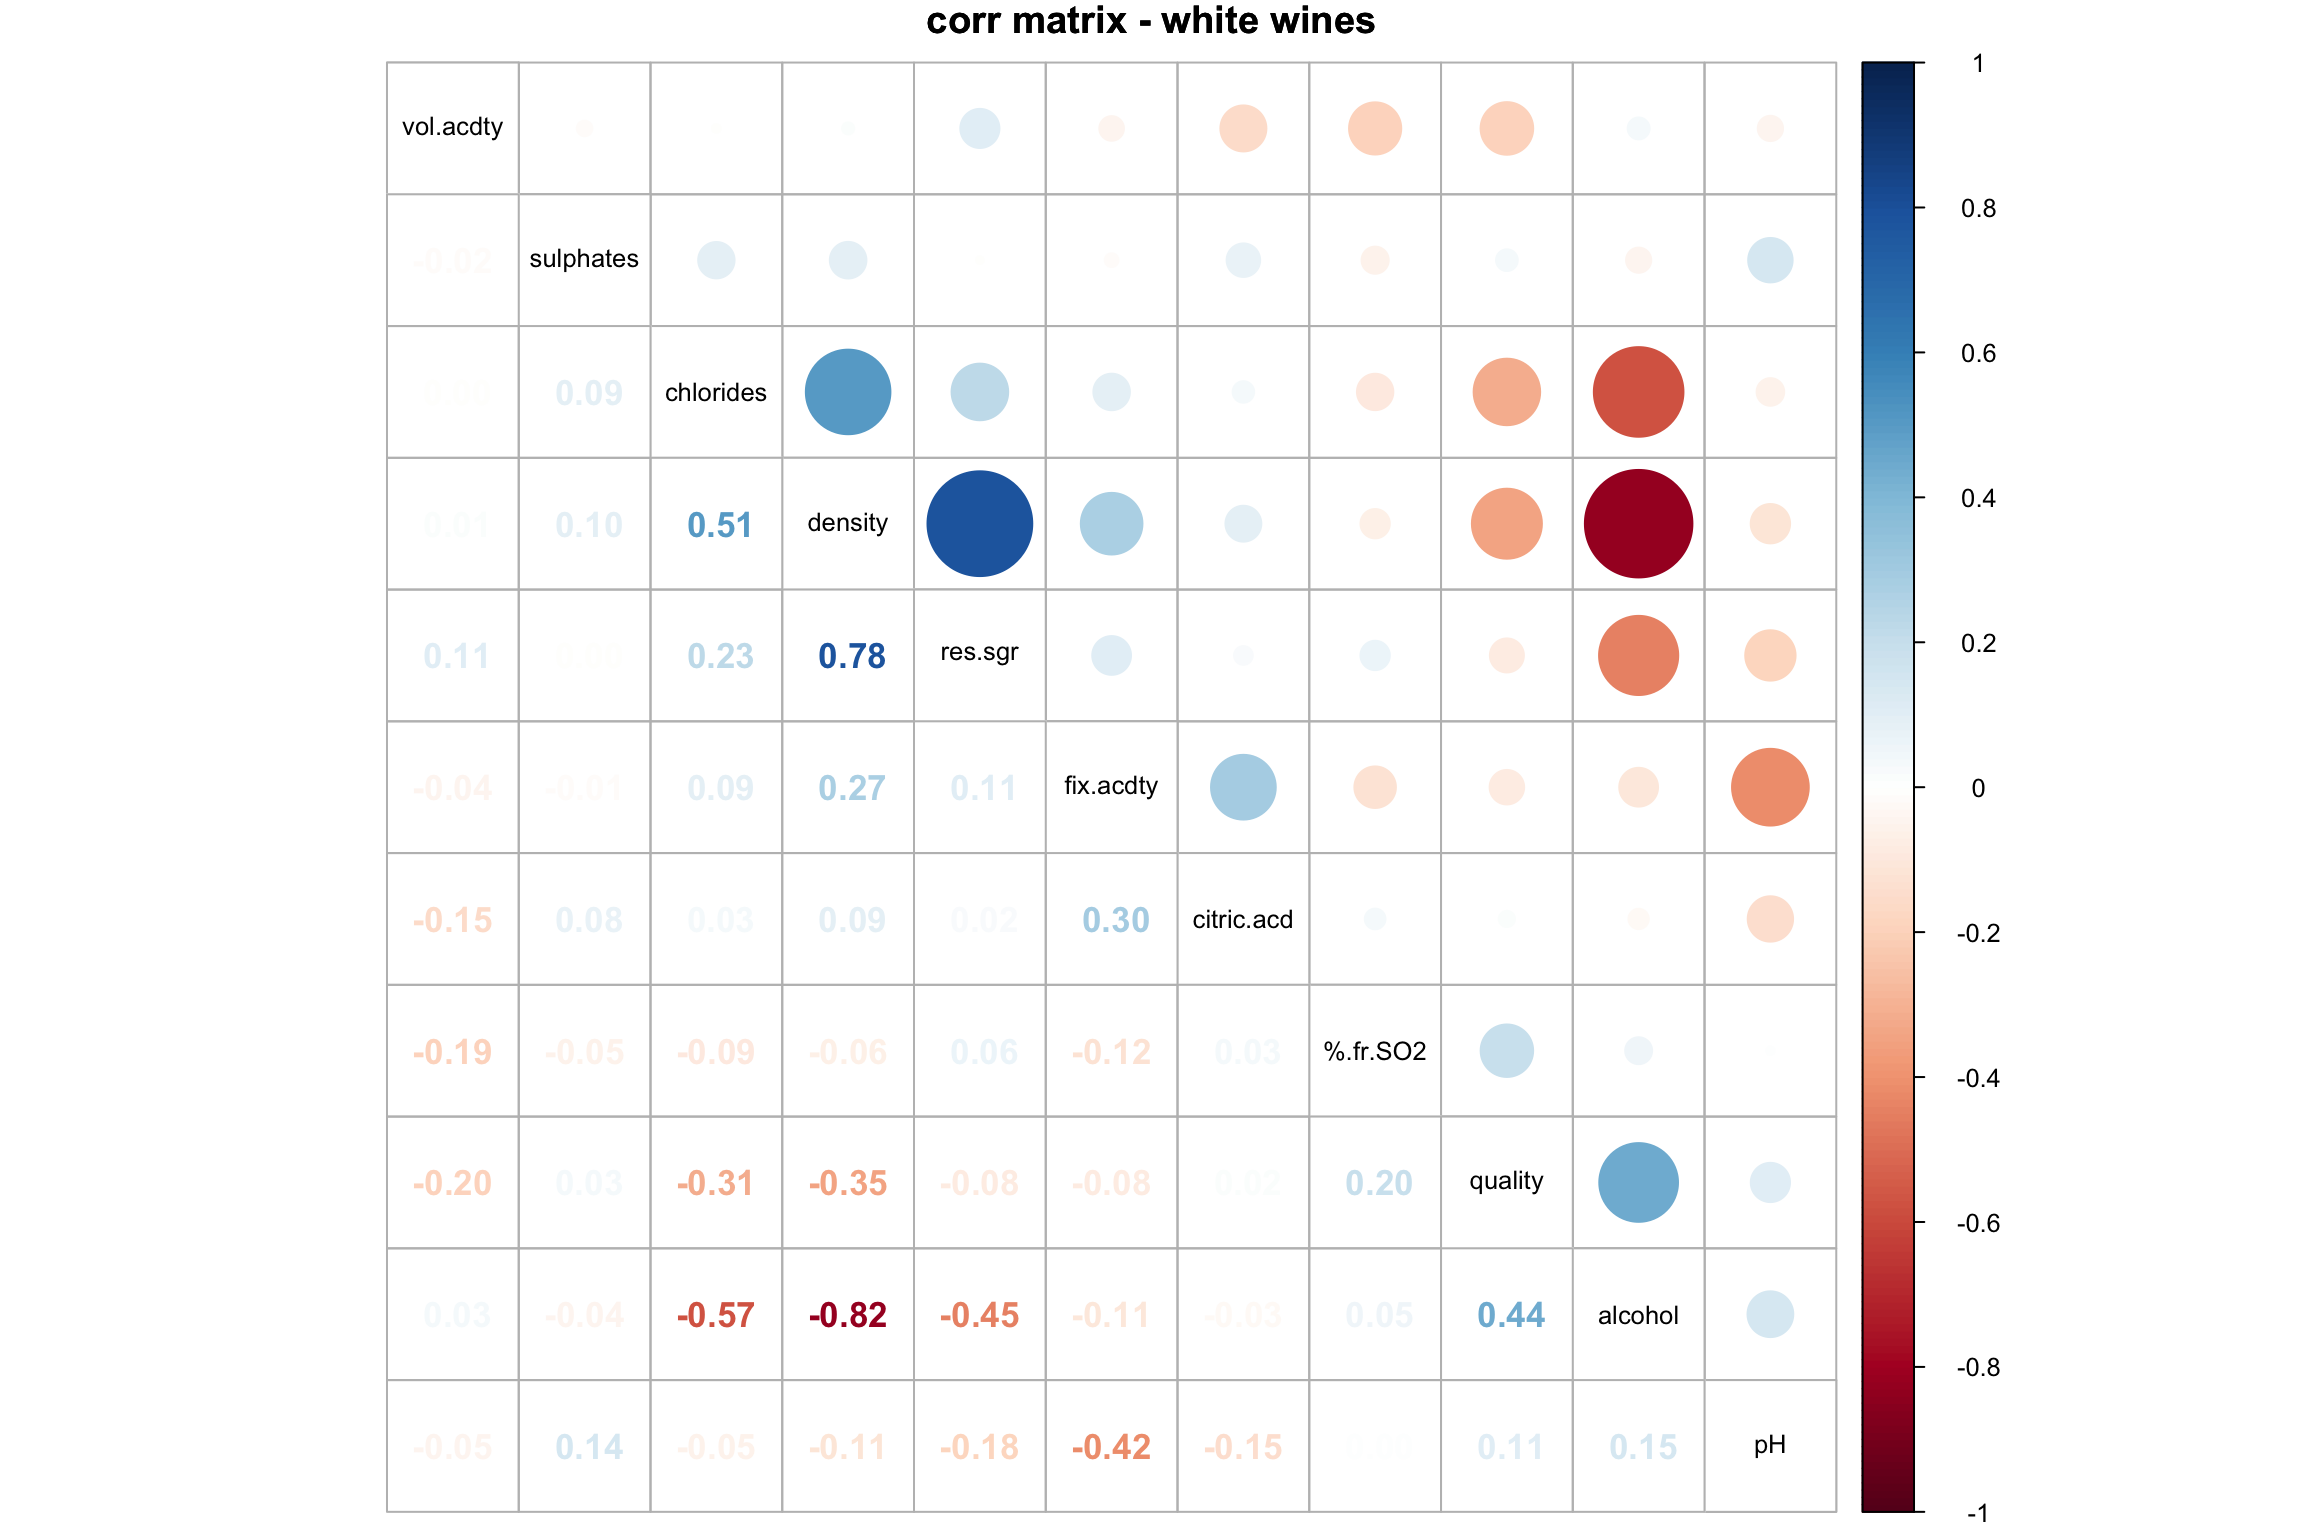 corr matrix - white wines
1
vol.acdty
0.8
-0.02 sulphates
0.09 chlorides
0.6
0.01 0.10 0.51 density
0.4
0.11 0.23 0.78 res.sgr
0.2
-0.04 -0.01 0.09 0.27 0.11 fix.acdty
0
-0.15 0.08 0.03 0.09 0.02 0.30 citric.acd
-0.2
-0.19 -0.05 -0.09 -0.06 0.06 -0.12 0.03 %.fr.SO2
-0.4
-0.20 0.03 -0.31 -0.35 -0.08 -0.08 0.02 0.20 quality
-0.6
0.03 -0.04 -0.57 -0.82 -0.45 -0.11 -0.03 0.05 0.44 alcohol
-0.8
-0.05 0.14 -0.05 -0.11 -0.18 -0.42 -0.15 0.11 0.15 pH
-1